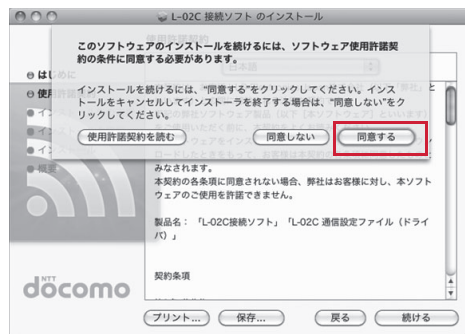 L-02C 接続ソフト のインストール
このソフトウェアのインストールを続けるには、ソフトウェア使用許諾契
約の条件に同意する必要があります。
インストールを続けるには、“同意する”をクリックしてください。インス
トールをキャンセルしてインストーラを終了する場合は、“同意しない”をク
リックしてください。
使用許諾契約を読む
同意しない
同意する
はじめに
日本語
みなされます。
本契約の各条項に同意されない場合、弊社はお客様に対し、本ソフト
ウェアのご使用を許諾できません。
製品名： 「L-02C接続ソフト」「L-02C 通信設定ファイル（ドライ
バ）」
契約条項
NTT
docomo
プリント...
保存...
戻る
続ける